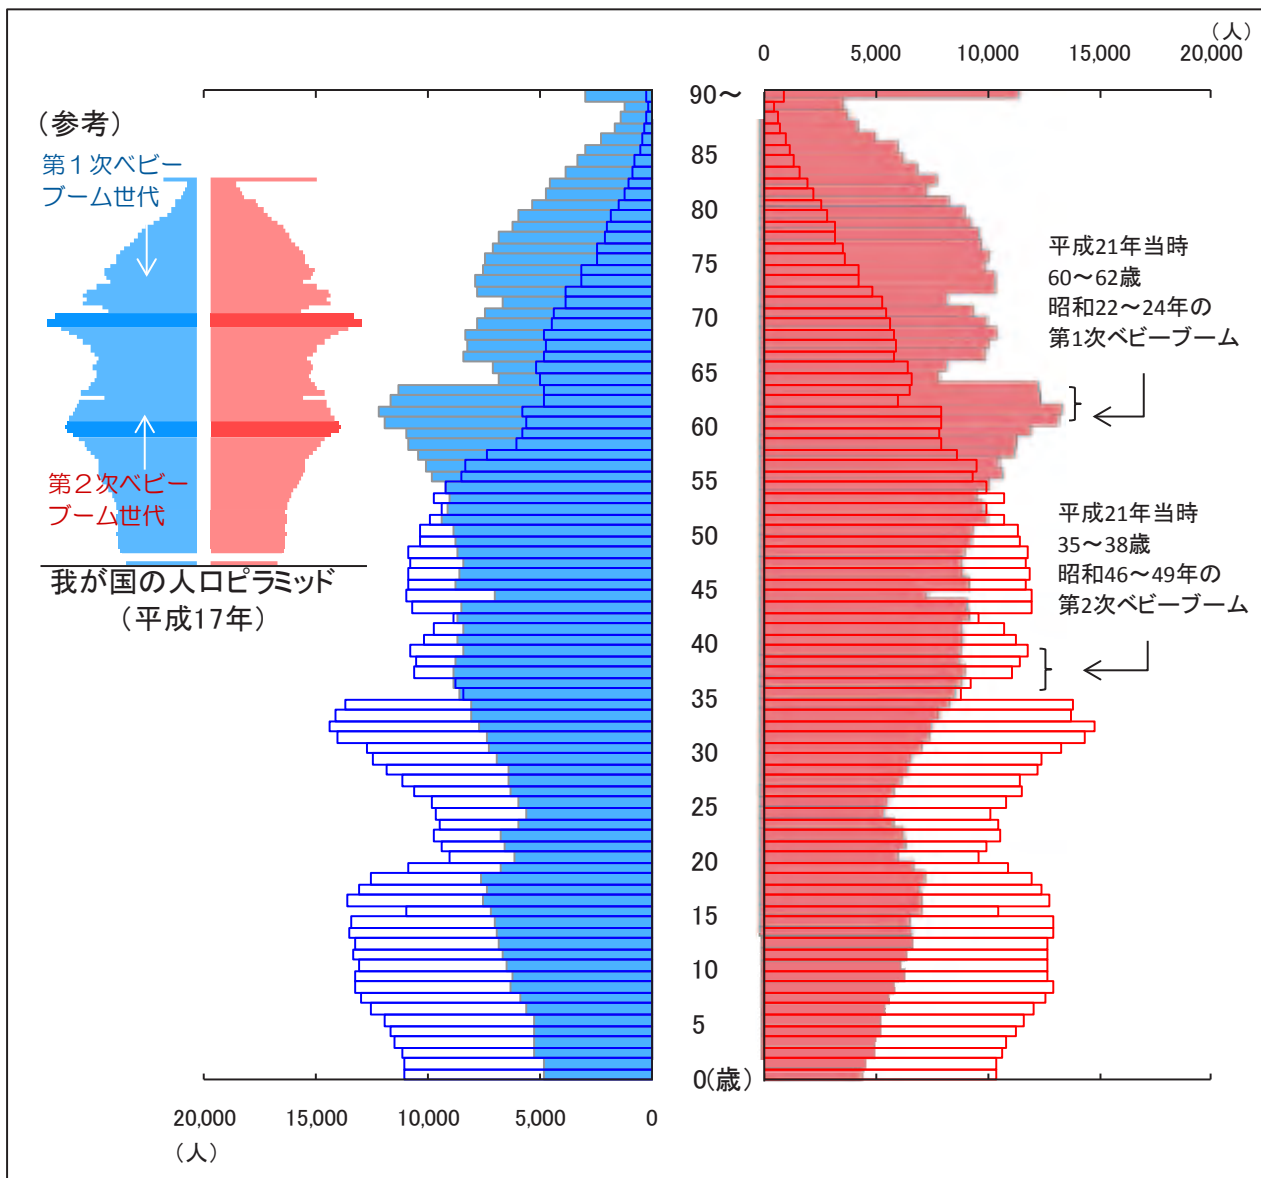 （人）
0 5,000 10,000 15,000 20,000
90～
（参考）
第１次ベビー
ブーム世代
85
80
平成21年当時
60～62歳
昭和22～24年の
第1次ベビーブーム
75
70
65
60
第２次ベビー
ブーム世代
55
平成21年当時
35～38歳
昭和46～49年の
第2次ベビーブーム
50
我が国の人口ピラミッド
（平成17年）
45
40
35
30
25
20
15
10
5
0(歳)
20,000 15,000 10,000 5,000 0
（人）